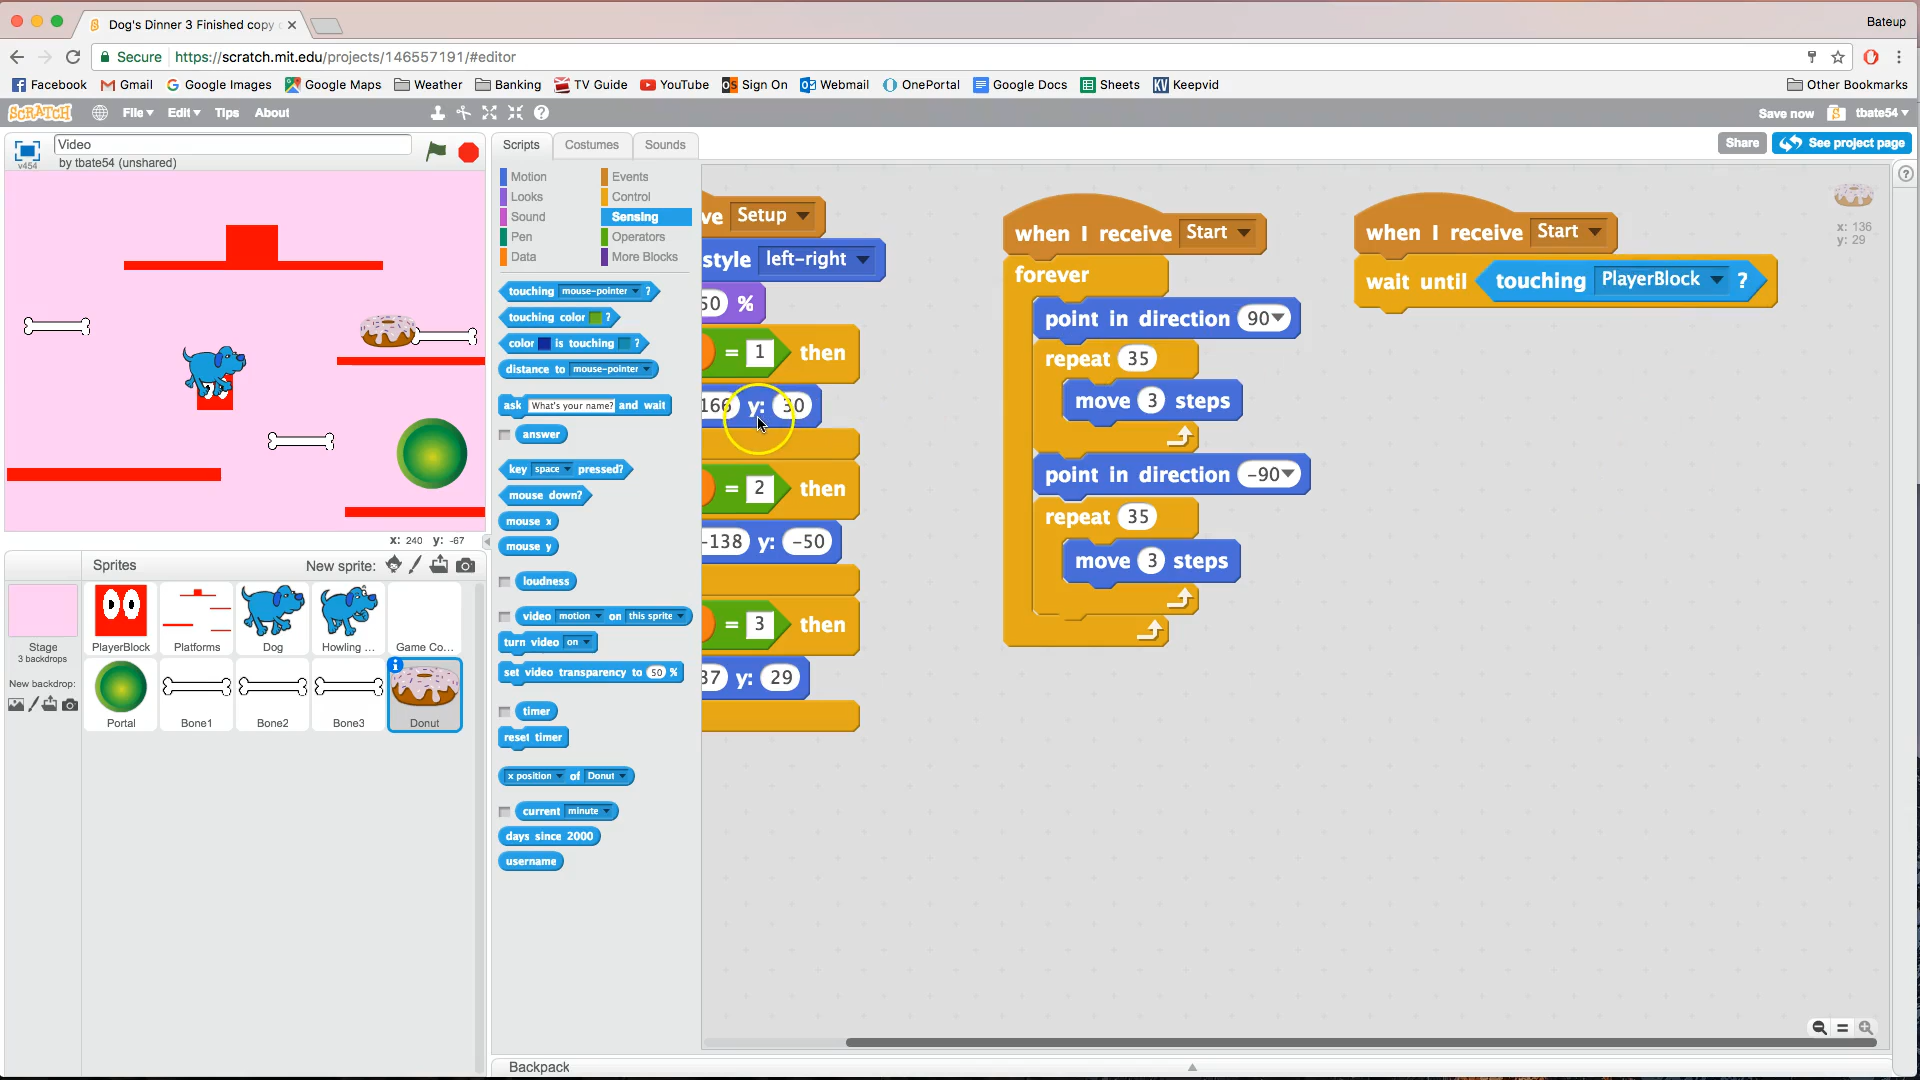 Dog's Dinner 3 Finished copy
Bateup
Secure https://scratch.mit.edu/projects/146557191/#editor
Facebook Gmail Google Images Google Maps Weather Banking TV Guide YouTube Sign On Webmail OnePortal Google Docs Sheets Keepvid Other Bookmarks
SCRATCH File Edit Tips About Save now tbate54
Video
by tbate54 (unshared)
v454
Scripts Costumes Sounds
Share See project page
Motion Events
Looks Control
Sound Sensing
Pen Operators
Data More Blocks
touching mouse-pointer ?
touching color ?
color is touching ?
distance to mouse-pointer
ask What's your name? and wait
answer
key space pressed?
mouse down?
mouse x
mouse y
loudness
video motion on this sprite
turn video on
set video transparency to 50 %
timer
reset timer
x position of Donut
current minute
days since 2000
username
ve Setup
style left-right
50 %
= 1 then
166 y: 30
= 2 then
-138 y: -50
= 3 then
37 y: 29
when I receive Start
forever
point in direction 90
repeat 35
move 3 steps
point in direction -90
repeat 35
move 3 steps
when I receive Start
wait until touching PlayerBlock ?
x: 136
y: 29
x: 240 y: -67
Sprites New sprite:
Stage
3 backdrops
New backdrop:
PlayerBlock Platforms Dog Howling ... Game Co...
Portal Bone1 Bone2 Bone3 Donut
Backpack